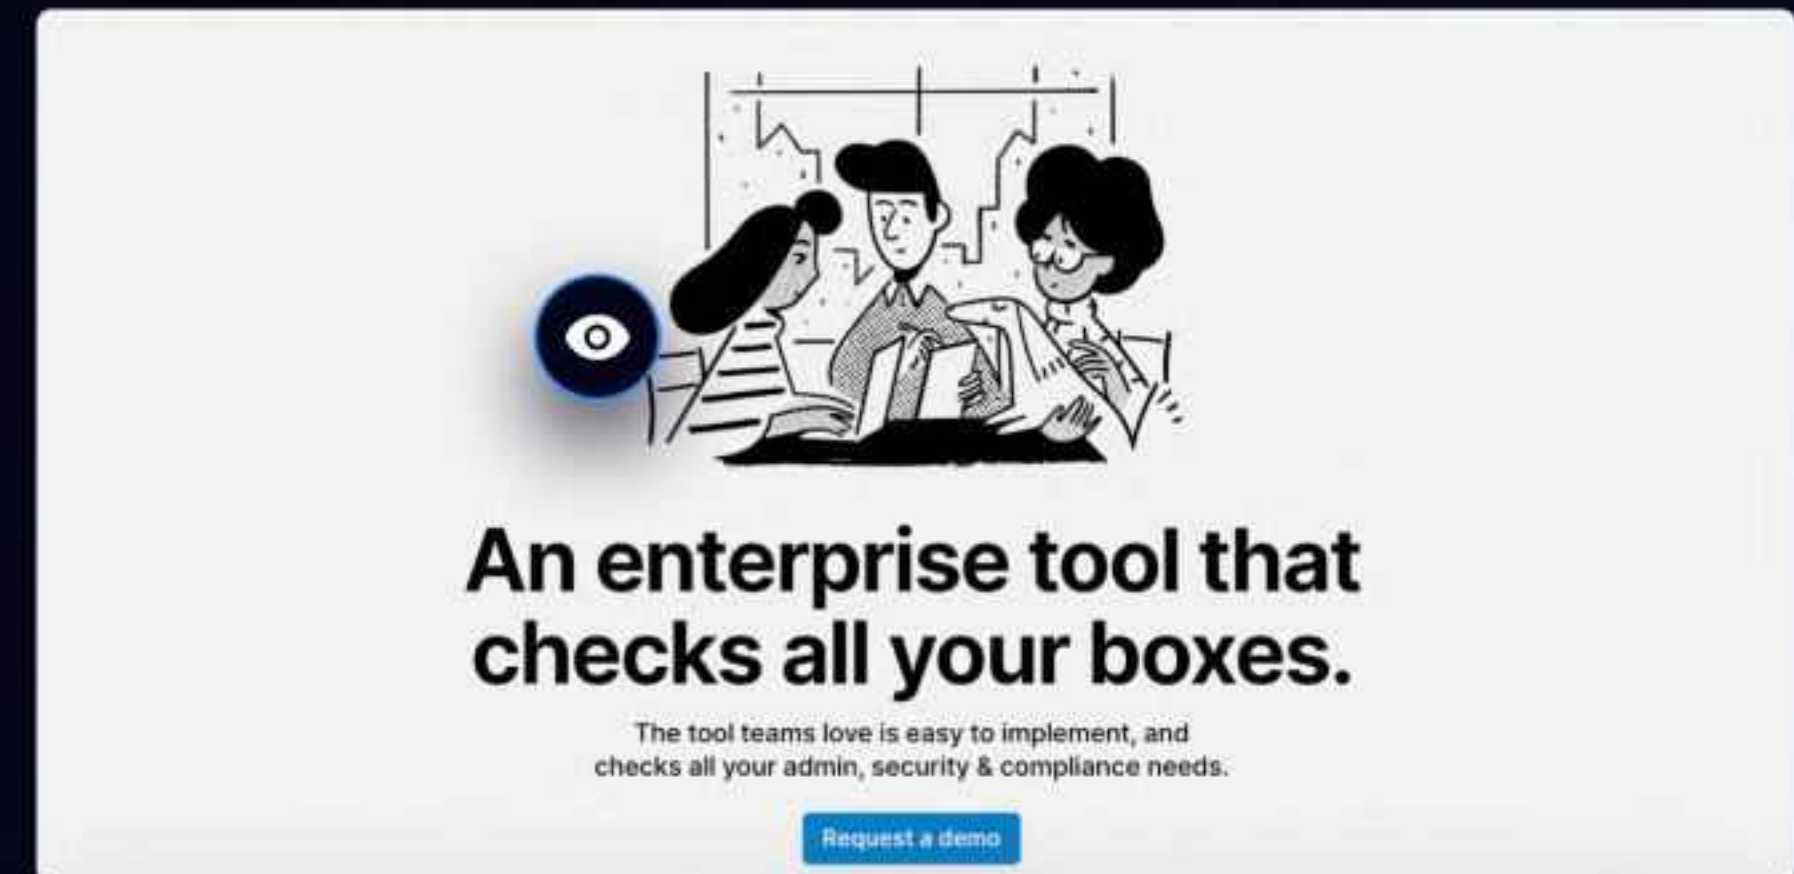 An enterprise tool that
checks all your boxes.
The tool teams love is easy to implement, and
checks all your admin, security & compliance needs.
Request a demo